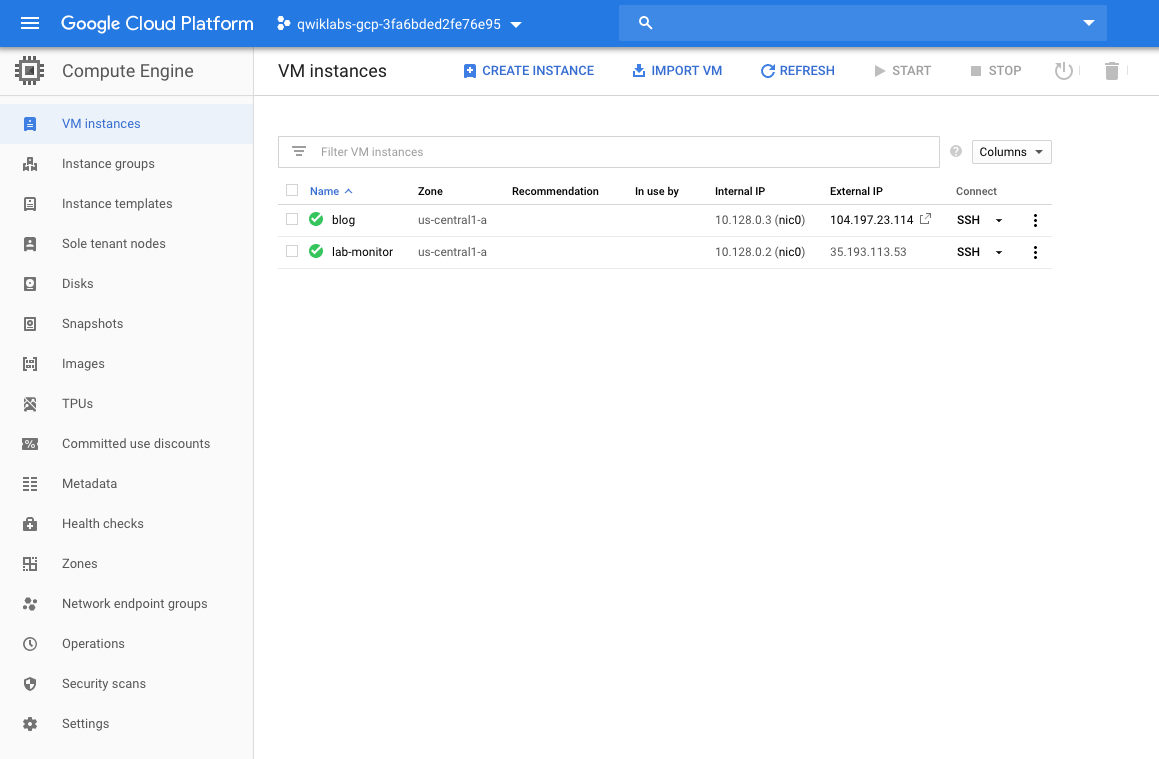 Google Cloud Platform qwiklabs-gcp-3fa6bded2fe76e95
Compute Engine
VM instances
CREATE INSTANCE IMPORT VM REFRESH START STOP
VM instances
Instance groups
Instance templates
Sole tenant nodes
Disks
Snapshots
Images
TPUs
% Committed use discounts
Metadata
Health checks
Zones
Network endpoint groups
Operations
Security scans
Settings
Filter VM instances ? Columns
Name Zone Recommendation In use by Internal IP External IP Connect
blog us-central1-a 10.128.0.3 (nic0) 104.197.23.114 SSH
lab-monitor us-central1-a 10.128.0.2 (nic0) 35.193.113.53 SSH